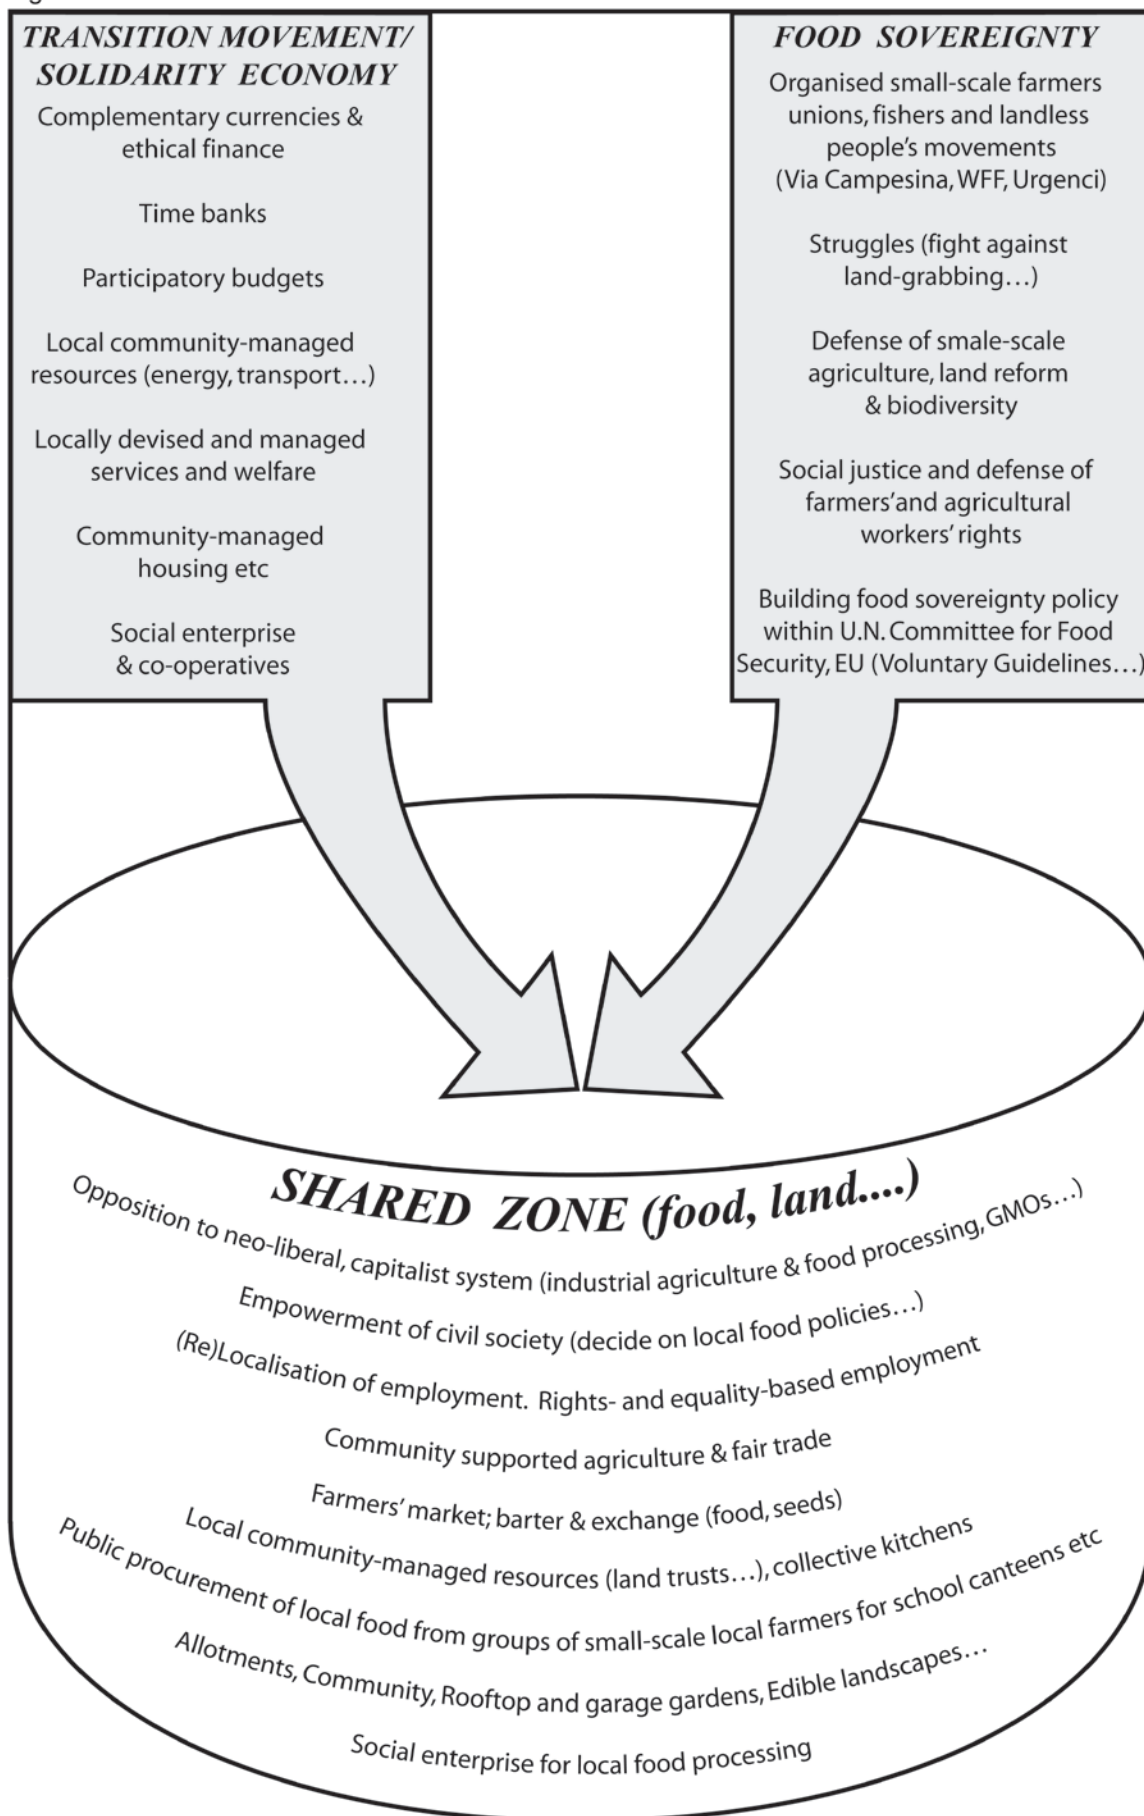 TRANSITION MOVEMENT/
SOLIDARITY ECONOMY
Complementary currencies &
ethical finance
Time banks
Participatory budgets
Local community-managed
resources (energy, transport…)
Locally devised and managed
services and welfare
Community-managed
housing etc
Social enterprise
& co-operatives
FOOD SOVEREIGNTY
Organised small-scale farmers
unions, fishers and landless
people's movements
(Via Campesina, WFF, Urgenci)
Struggles (fight against
land-grabbing…)
Defense of smale-scale
agriculture, land reform
& biodiversity
Social justice and defense of
farmers'and agricultural
workers' rights
Building food sovereignty policy
within U.N. Committee for Food
Security, EU (Voluntary Guidelines…)
SHARED ZONE (food, land....)
Opposition to neo-liberal, capitalist system (industrial agriculture & food processing, GMOs…)
Empowerment of civil society (decide on local food policies…)
(Re)Localisation of employment. Rights- and equality-based employment
Community supported agriculture & fair trade
Farmers' market; barter & exchange (food, seeds)
Local community-managed resources (land trusts…), collective kitchens
Public procurement of local food from groups of small-scale local farmers for school canteens etc
Allotments, Community, Rooftop and garage gardens, Edible landscapes…
Social enterprise for local food processing